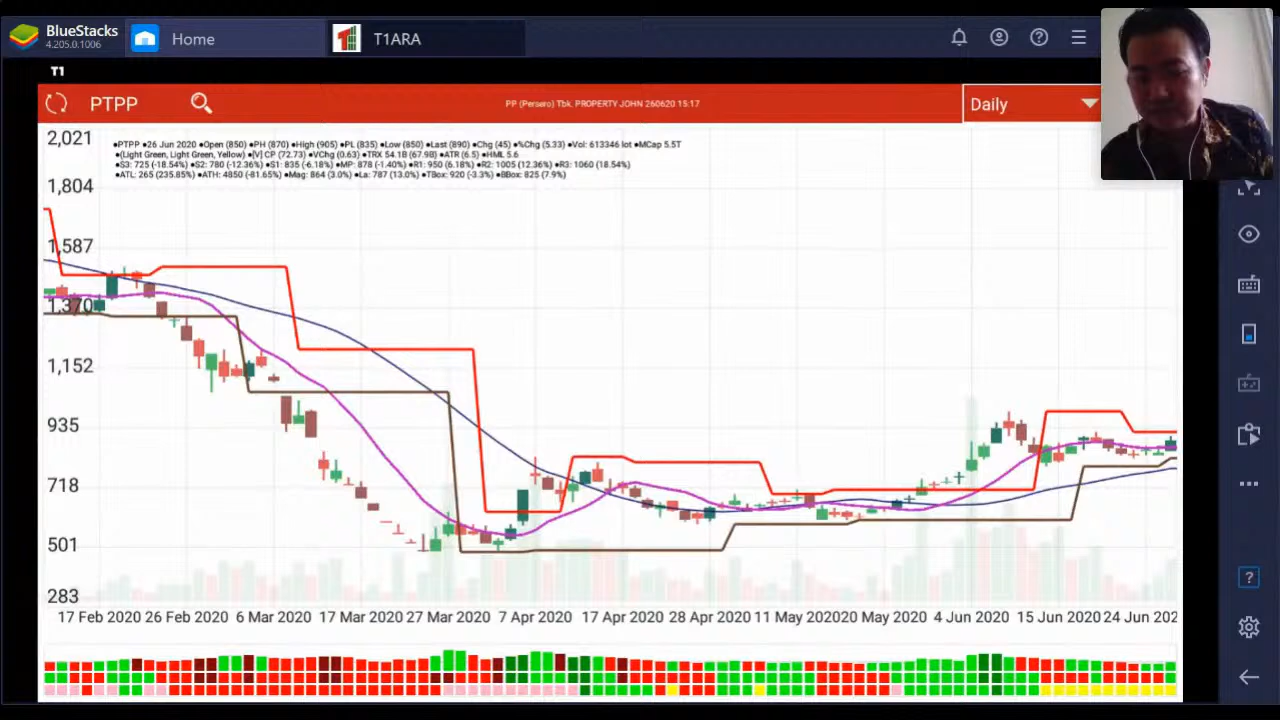 BlueStacks
4.205.0.1006
Home
T1ARA
T1
PTPP
PP (Persero) Tbk. PROPERTY JOHN 260620 15:17
Daily
●PTPP ●26 Jun 2020 ●Open (850) ●PH (870) ●High (905) ●PL (835) ●Low (850) ●Last (890) ●Chg (45) ●%Chg (5.33) ●Vol: 613346 lot ●MCap 5.5T
●(Light Green, Light Green, Yellow) ●[V] CP (72.73) ●VChg (0.63) ●TRX 54.1B (67.9B) ●ATR (6.5) ●HML 5.6
●S3: 725 (-18.54%) ●S2: 780 (-12.36%) ●S1: 835 (-6.18%) ●MP: 878 (-1.40%) ●R1: 950 (6.18%) ●R2: 1005 (12.36%) ●R3: 1060 (18.54%)
●ATL: 265 (235.85%) ●ATH: 4850 (-81.65%) ●Mag: 864 (3.0%) ●La: 787 (13.0%) ●TBox: 920 (-3.3%) ●BBox: 825 (7.9%)
2,021
1,804
1,587
1,370
1,152
935
718
501
283
17 Feb 2020 26 Feb 2020 6 Mar 2020 17 Mar 2020 27 Mar 2020 7 Apr 2020 17 Apr 2020 28 Apr 2020 11 May 202020 May 2020 4 Jun 2020 15 Jun 2020 24 Jun 202